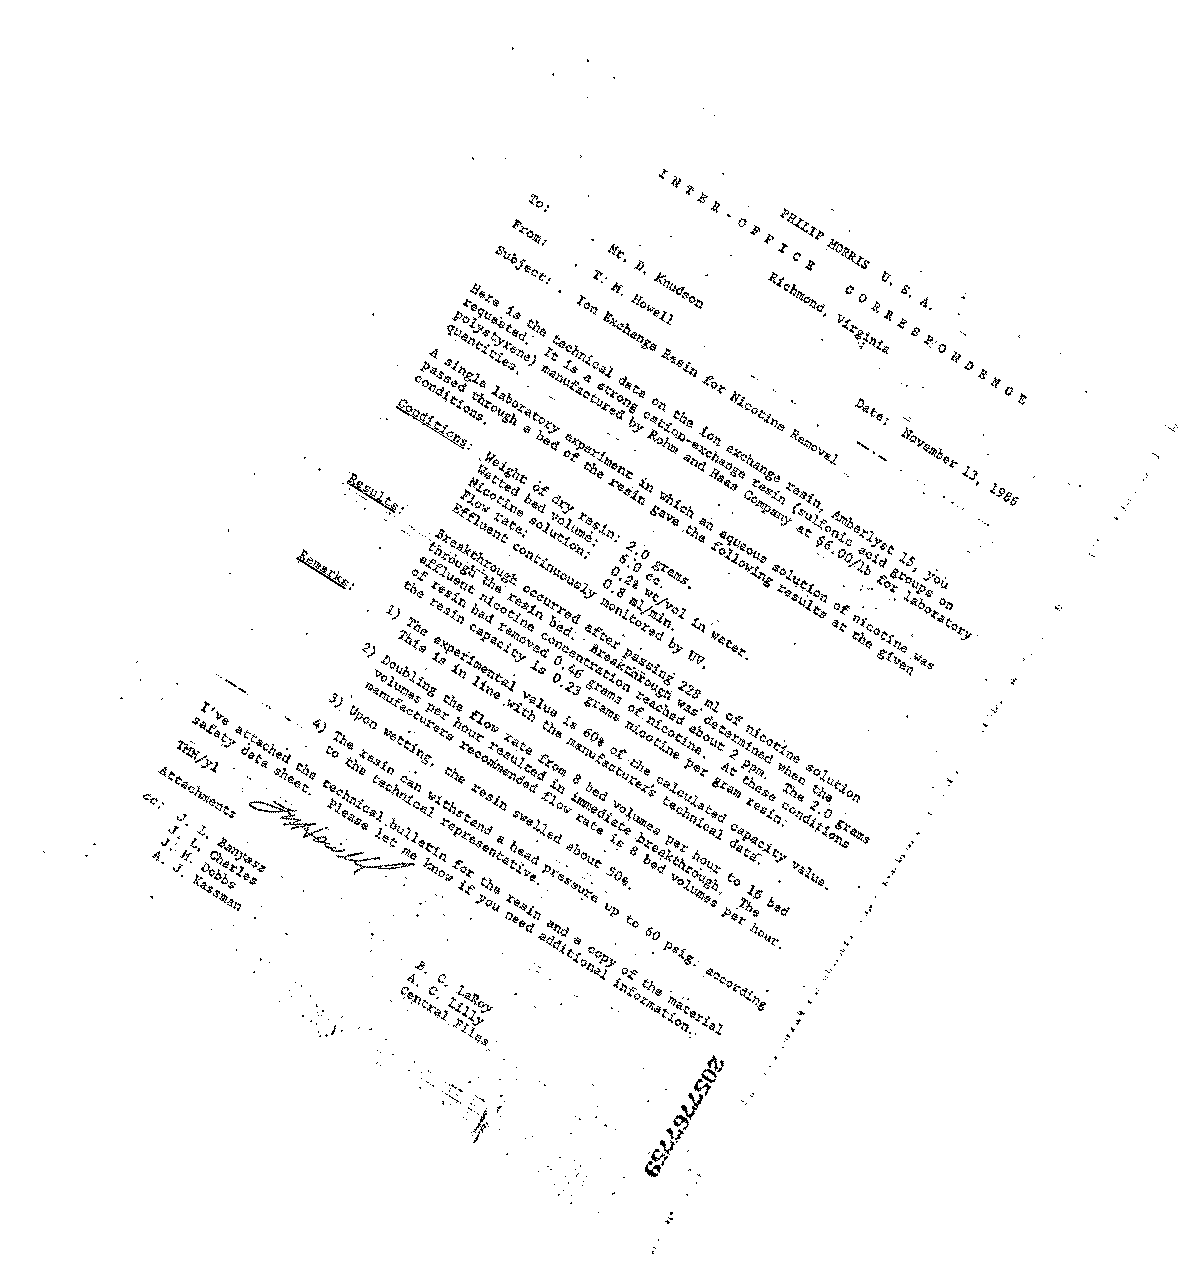 PHILIP MORRIS U. S. A.
INTER-OFFICE CORRESPONDENCE
Richmond, Virginia
To: Mr. D. Knudson
Date: November 13, 1986
From: T. M. Howell
Subject: Ion Exchange Resin for Nicotine Removal
Here is the technical data on the ion exchange resin, Amberlyst 15, you
requested. It is a strong cation-exchange resin (sulfonic acid groups on
polystyrene) manufactured by Rohm and Haas Company at $6.00/lb for laboratory
quantities.
A single laboratory experiment in which an aqueous solution of nicotine was
passed through a bed of the resin gave the following results at the given
conditions.
Conditions: Weight of dry resin: 2.0 grams.
Wetted bed volume: 6.0 cc.
Nicotine solution: 0.2% wt/vol in water.
Flow rate: 0.8 ml/min.
Effluent continuously monitored by UV.
Results: Breakthrough occurred after passing 228 ml of nicotine solution
through the resin bed. Breakthrough was determined when the
effluent nicotine concentration reached about 2 ppm. The 2.0 grams
of resin had removed 0.46 grams of nicotine. At these conditions
the resin capacity is 0.23 grams nicotine per gram resin.
Remarks: 1) The experimental value is 60% of the calculated capacity value.
This is in line with the manufacturer's technical data.
2) Doubling the flow rate from 8 bed volumes per hour to 16 bed
volumes per hour resulted in immediate breakthrough. The
manufacturers recommended flow rate is 8 bed volumes per hour.
3) Upon wetting, the resin swelled about 50%.
4) The resin can withstand a head pressure up to 60 psig. according
to the technical representative.
I've attached the technical bulletin for the resin and a copy of the material
safety data sheet. Please let me know if you need additional information.
TMH/yl
Attachments
cc: J. L. Banyasz
J. L. Charles
J. M. Dobbs
A. J. Kassman
B. C. LaRoy
A. C. Lilly
Central Files
2057767759